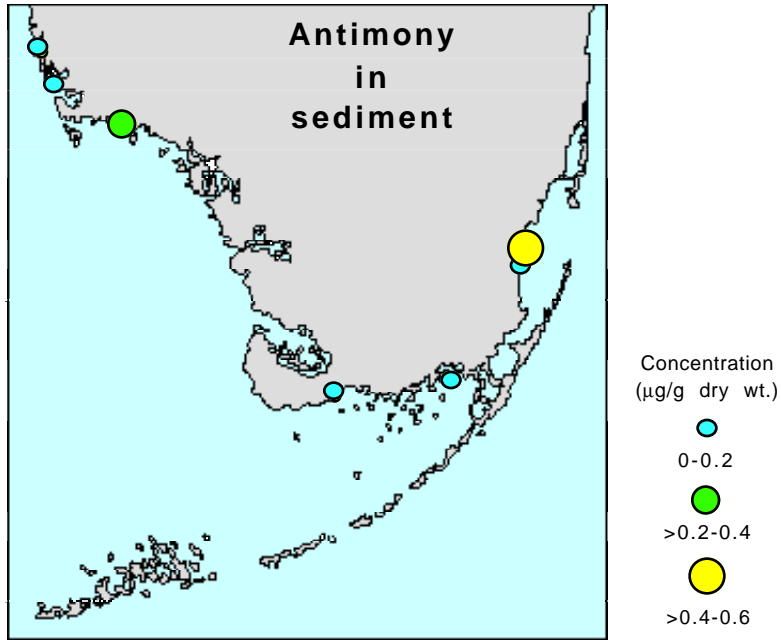 Antimony
in
sediment
Concentration
(μg/g dry wt.)
0-0.2
>0.2-0.4
>0.4-0.6